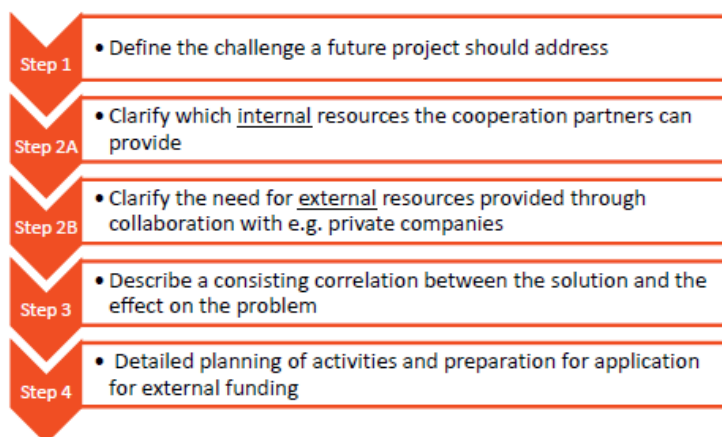 Step 1
• Define the challenge a future project should address
Step 2A
• Clarify which internal resources the cooperation partners can
provide
Step 2B
• Clarify the need for external resources provided through
collaboration with e.g. private companies
Step 3
• Describe a consisting correlation between the solution and the
effect on the problem
Step 4
• Detailed planning of activities and preparation for application
for external funding